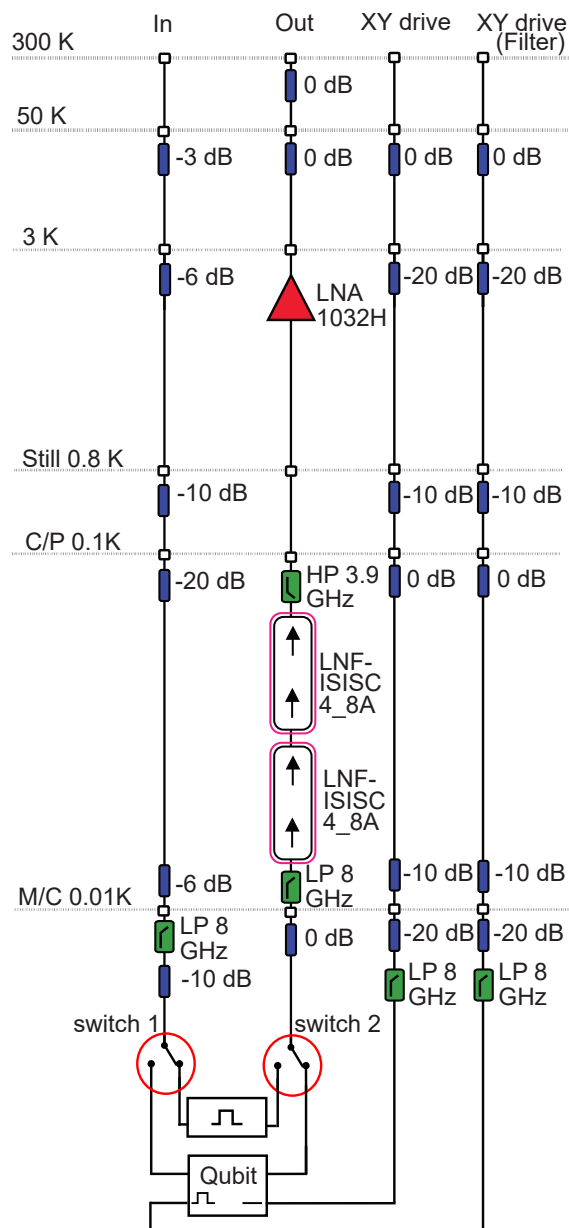 In Out XY drive XY drive
(Filter)
300 K
0 dB
50 K
-3 dB 0 dB 0 dB 0 dB
3 K
-6 dB LNA -20 dB -20 dB
1032H
Still 0.8 K
-10 dB -10 dB -10 dB
C/P 0.1K
-20 dB HP 3.9 0 dB 0 dB
GHz
LNF-
ISISC
4_8A
LNF-
ISISC
4_8A
-6 dB LP 8 -10 dB -10 dB
GHz
M/C 0.01K
LP 8 0 dB -20 dB -20 dB
GHz
-10 dB LP 8 LP 8
GHz GHz
switch 1 switch 2
Qubit